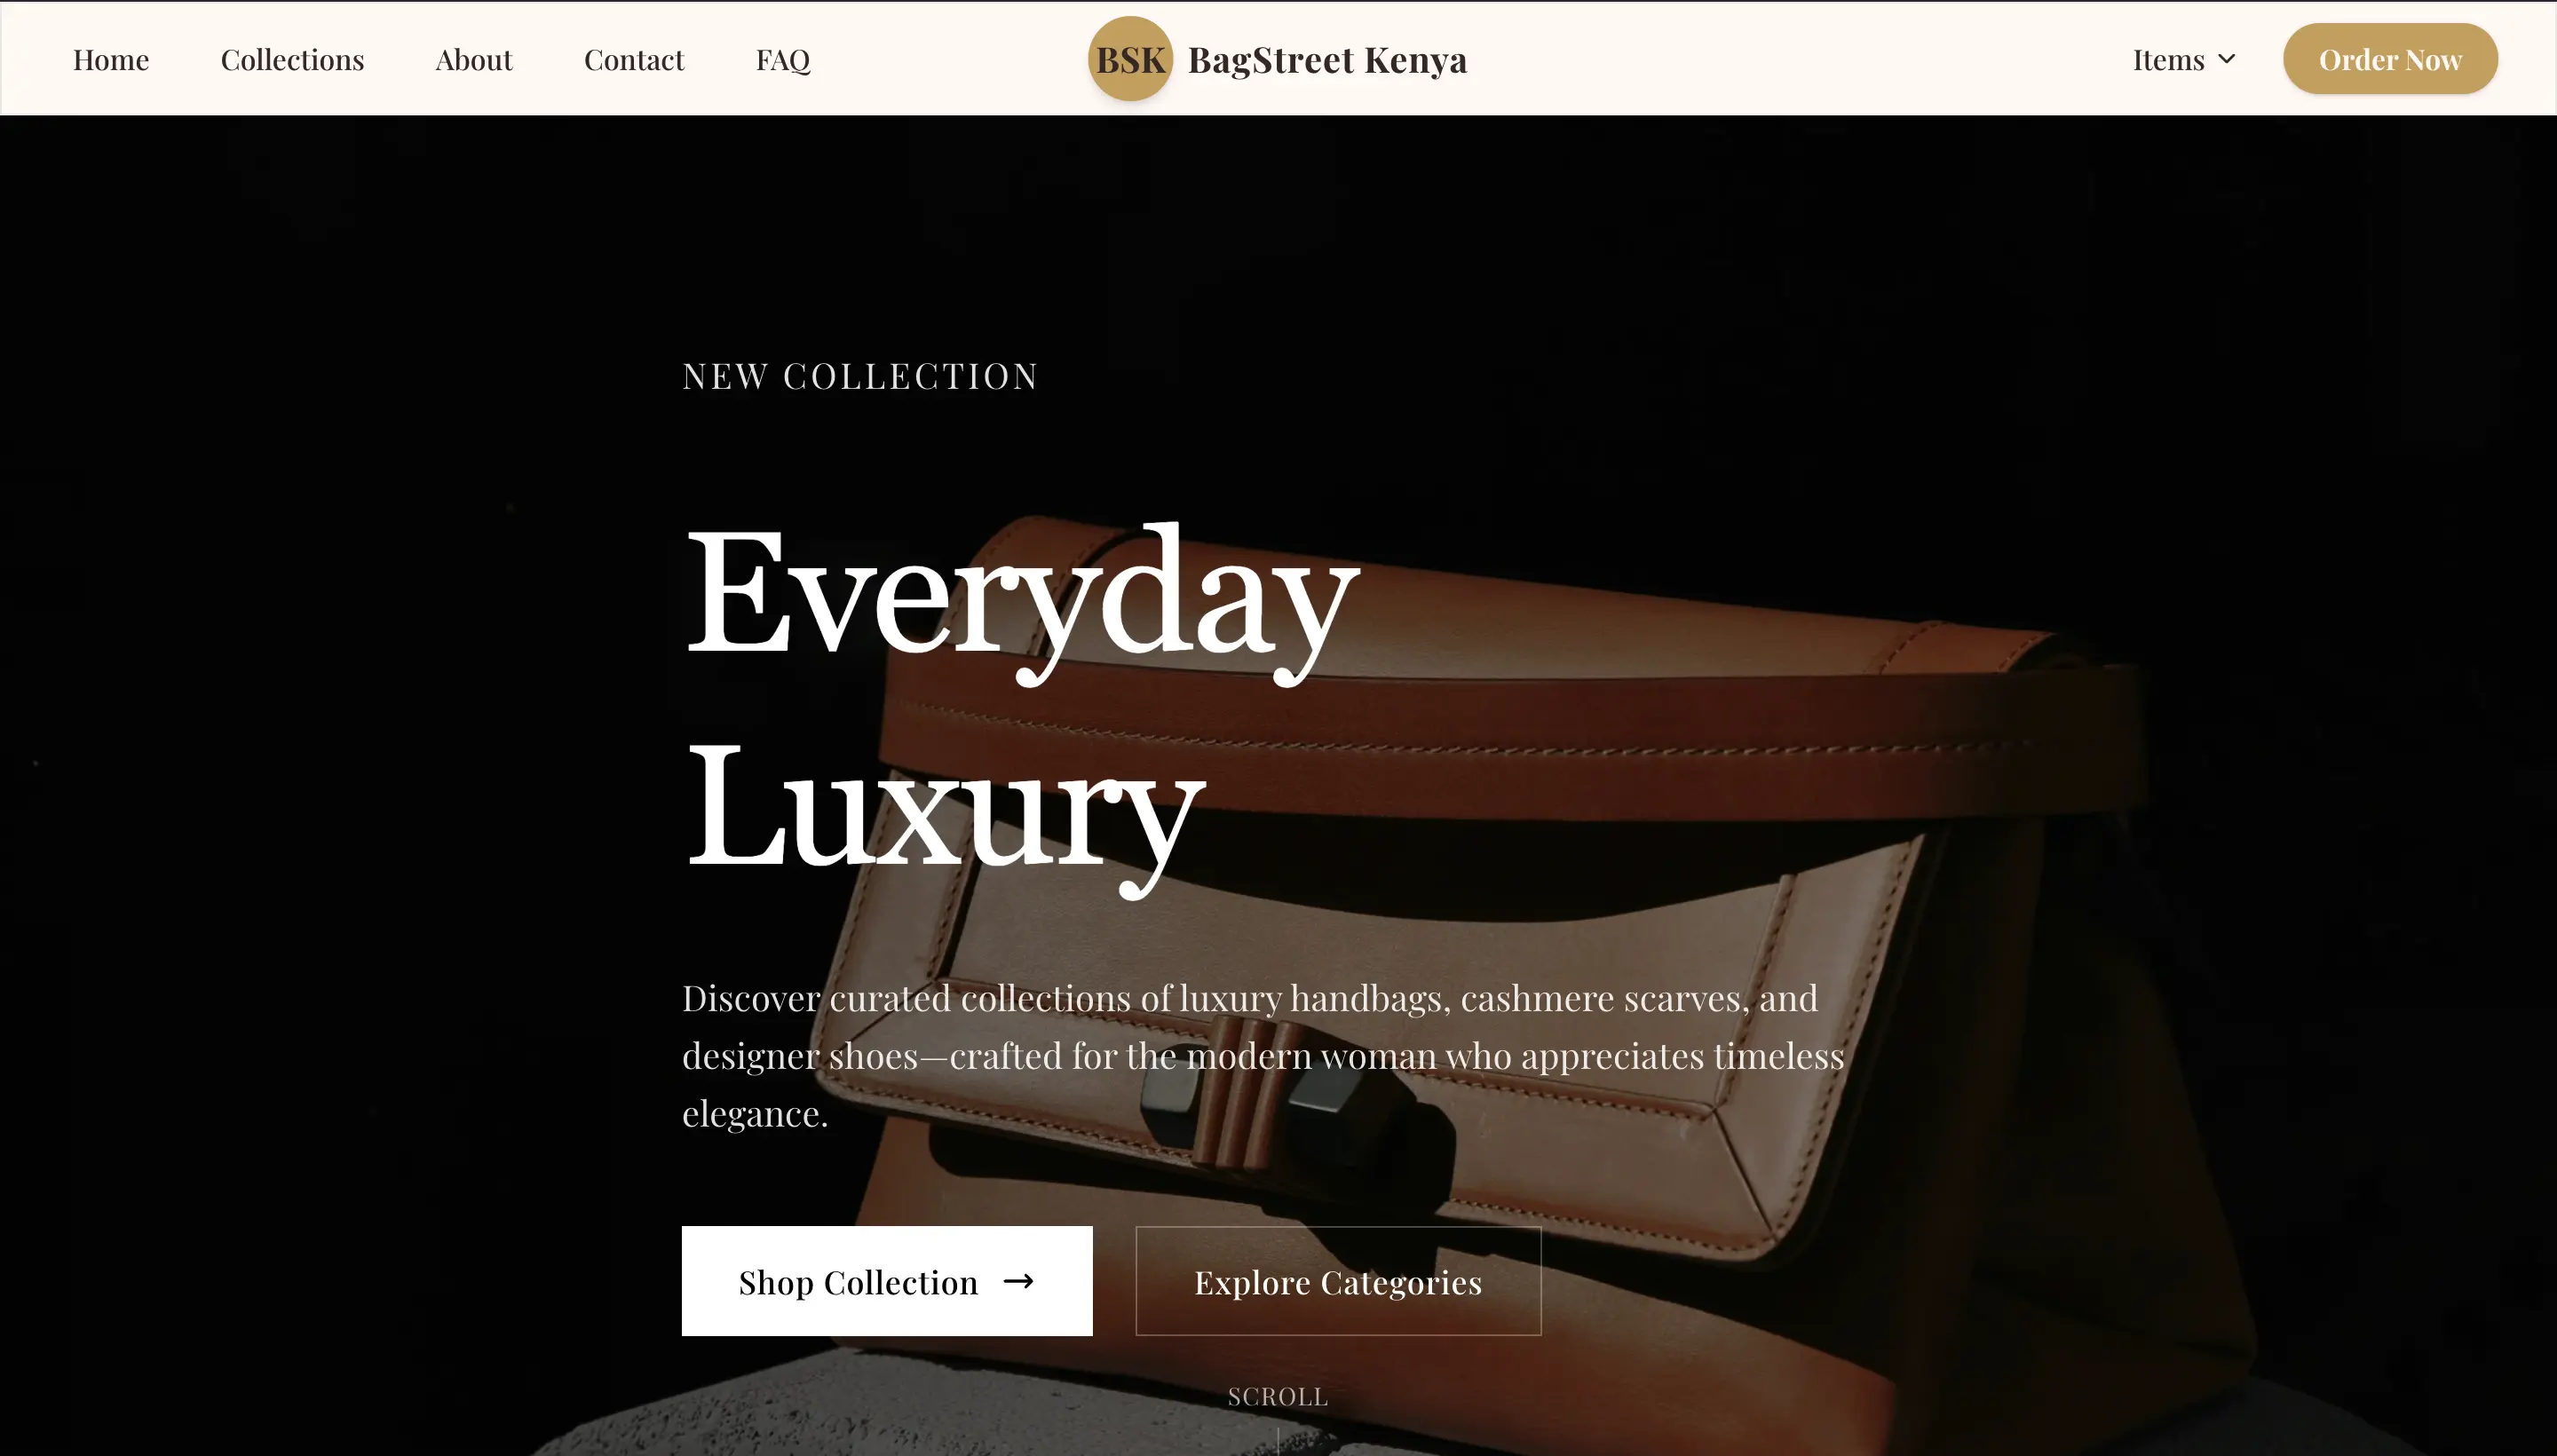 Home Collections About Contact FAQ BSK BagStreet Kenya Items Order Now
NEW COLLECTION
Everyday
Luxury
Discover curated collections of luxury handbags, cashmere scarves, and
designer shoes—crafted for the modern woman who appreciates timeless
elegance.
Shop Collection → Explore Categories
SCROLL